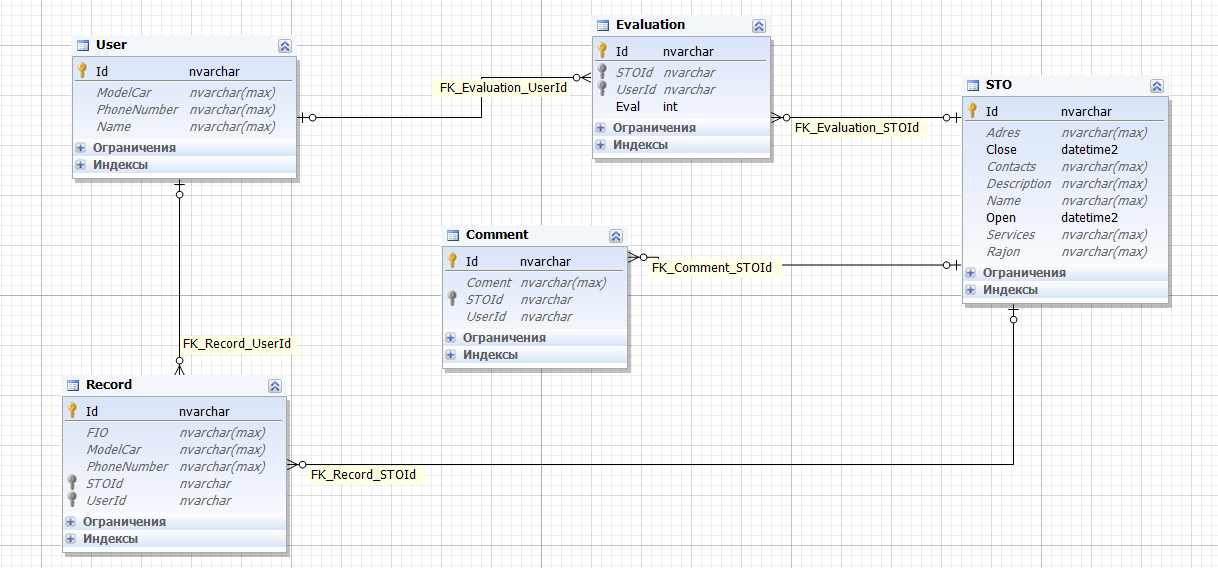 User
Id nvarchar
ModelCar nvarchar(max)
PhoneNumber nvarchar(max)
Name nvarchar(max)
Ограничения
Индексы
FK_Evaluation_UserId
Evaluation
Id nvarchar
STOId nvarchar
UserId nvarchar
Eval int
Ограничения
Индексы
FK_Evaluation_STOId
STO
Id nvarchar
Adres nvarchar(max)
Close datetime2
Contacts nvarchar(max)
Description nvarchar(max)
Name nvarchar(max)
Open datetime2
Services nvarchar(max)
Rajon nvarchar(max)
Ограничения
Индексы
Comment
Id nvarchar
Coment nvarchar(max)
STOId nvarchar
UserId nvarchar
Ограничения
Индексы
FK_Comment_STOId
FK_Record_UserId
Record
Id nvarchar
FIO nvarchar(max)
ModelCar nvarchar(max)
PhoneNumber nvarchar(max)
STOId nvarchar
UserId nvarchar
Ограничения
Индексы
FK_Record_STOId